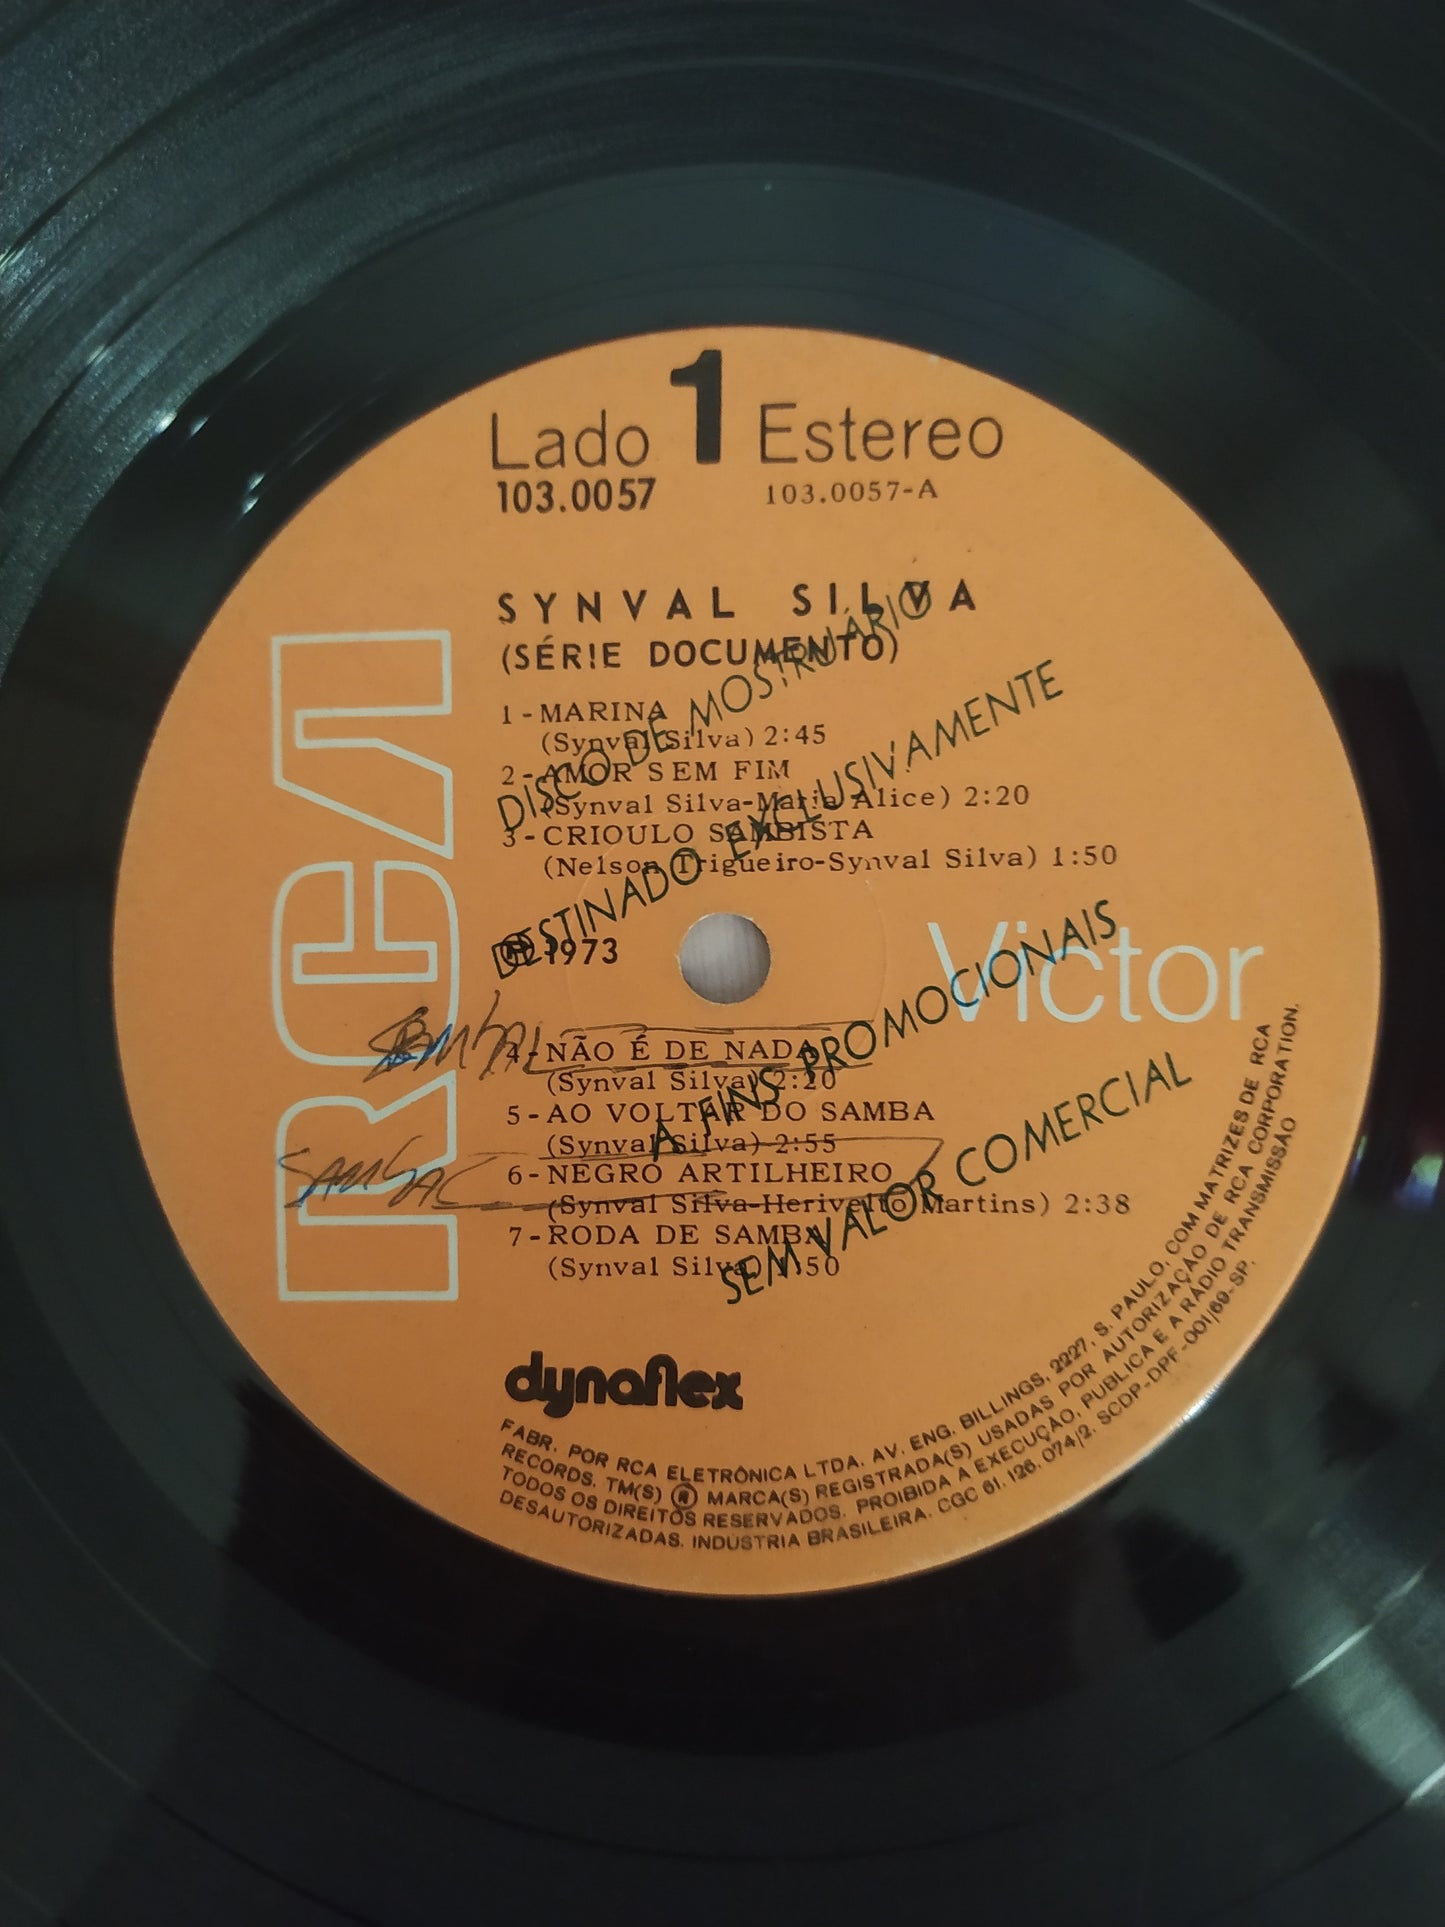 Lado 1 Estereo
103.0057 103.0057-A
SYNVAL SILVA
(SÉRIE DOCUMENTO)
1-MARINA
(Synval Silva) 2:45
2-AMOR SEM FIM
(Synval Silva-Maria Alice) 2:20
3-CRIOULO SAMBISTA
(Nelson Trigueiro-Synval Silva) 1:50
℗ 1973
4-NÃO É DE NADA
(Synval Silva) 2:20
5-AO VOLTAR DO SAMBA
(Synval Silva) 2:55
6-NEGRO ARTILHEIRO
(Synval Silva-Herivelto Martins) 2:38
7-RODA DE SAMBA
(Synval Silva) 1:50
DISCO DE MOSTRUÁRIO
DESTINADO EXCLUSIVAMENTE
A FINS PROMOCIONAIS
SEM VALOR COMERCIAL
RCA
Victor
dynaflex
FABR. POR RCA ELETRÔNICA LTDA. AV. ENG. BILLINGS, 2227, S. PAULO, COM MATRIZES DE RCA
RECORDS. TM(S) ® MARCA(S) REGISTRADA(S) USADAS POR AUTORIZAÇÃO DE RCA CORPORATION.
TODOS OS DIREITOS RESERVADOS. PROIBIDA A EXECUÇÃO, PUBLICA E A RÁDIO TRANSMISSÃO
DESAUTORIZADAS. INDÚSTRIA BRASILEIRA. CGC 61.126.074/2. SCDP-DPF-001/69-SP.